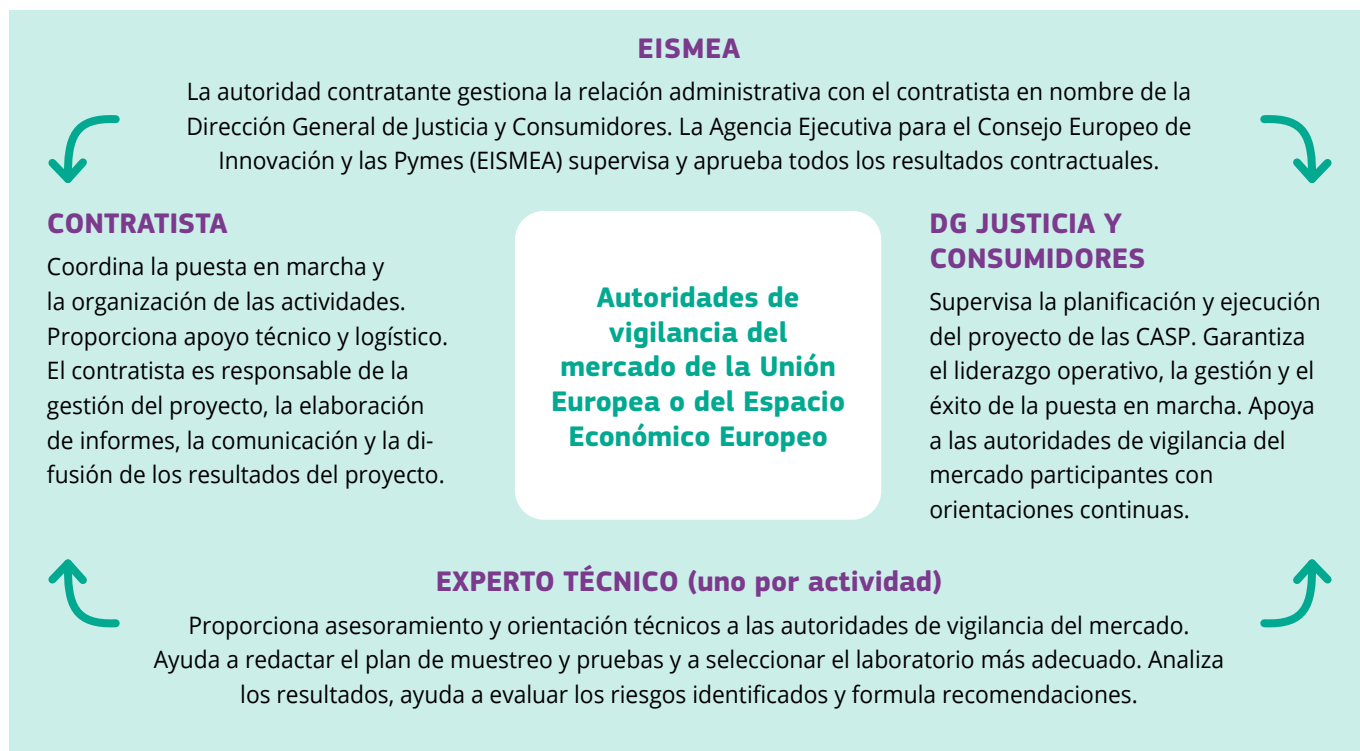 EISMEA
La autoridad contratante gestiona la relación administrativa con el contratista en nombre de la
Dirección General de Justicia y Consumidores. La Agencia Ejecutiva para el Consejo Europeo de
Innovación y las Pymes (EISMEA) supervisa y aprueba todos los resultados contractuales.
CONTRATISTA
Coordina la puesta en marcha y
la organización de las actividades.
Proporciona apoyo técnico y logístico.
El contratista es responsable de la
gestión del proyecto, la elaboración
de informes, la comunicación y la di-
fusión de los resultados del proyecto.
Autoridades de
vigilancia del
mercado de la Unión
Europea o del Espacio
Económico Europeo
DG JUSTICIA Y
CONSUMIDORES
Supervisa la planificación y ejecución
del proyecto de las CASP. Garantiza
el liderazgo operativo, la gestión y el
éxito de la puesta en marcha. Apoya
a las autoridades de vigilancia del
mercado participantes con
orientaciones continuas.
EXPERTO TÉCNICO (uno por actividad)
Proporciona asesoramiento y orientación técnicos a las autoridades de vigilancia del mercado.
Ayuda a redactar el plan de muestreo y pruebas y a seleccionar el laboratorio más adecuado. Analiza
los resultados, ayuda a evaluar los riesgos identificados y formula recomendaciones.